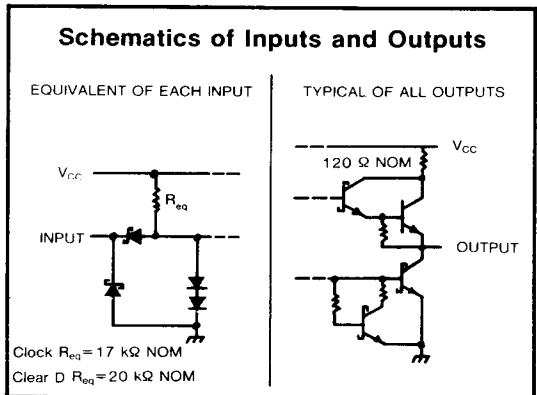 Schematics of Inputs and Outputs
EQUIVALENT OF EACH INPUT
VCC
Req
INPUT
Clock Req=17 kΩ NOM
Clear D Req=20 kΩ NOM
TYPICAL OF ALL OUTPUTS
VCC
120 Ω NOM
OUTPUT